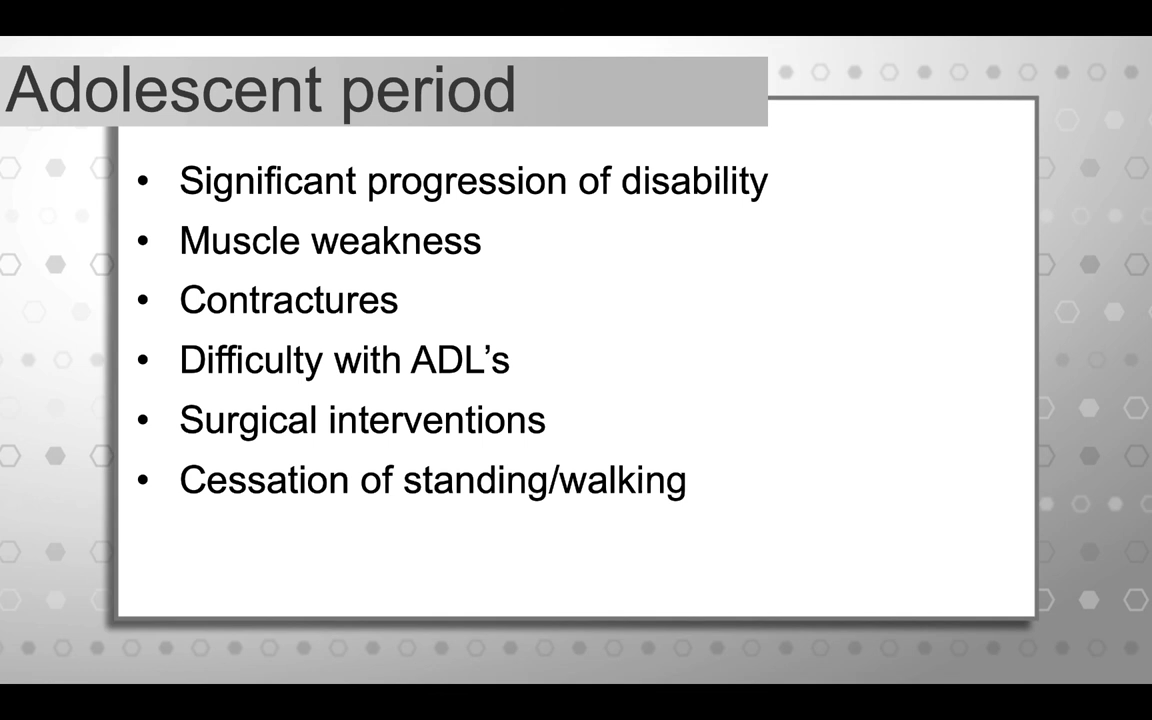 Adolescent period
• Significant progression of disability
• Muscle weakness
• Contractures
• Difficulty with ADL’s
• Surgical interventions
• Cessation of standing/walking